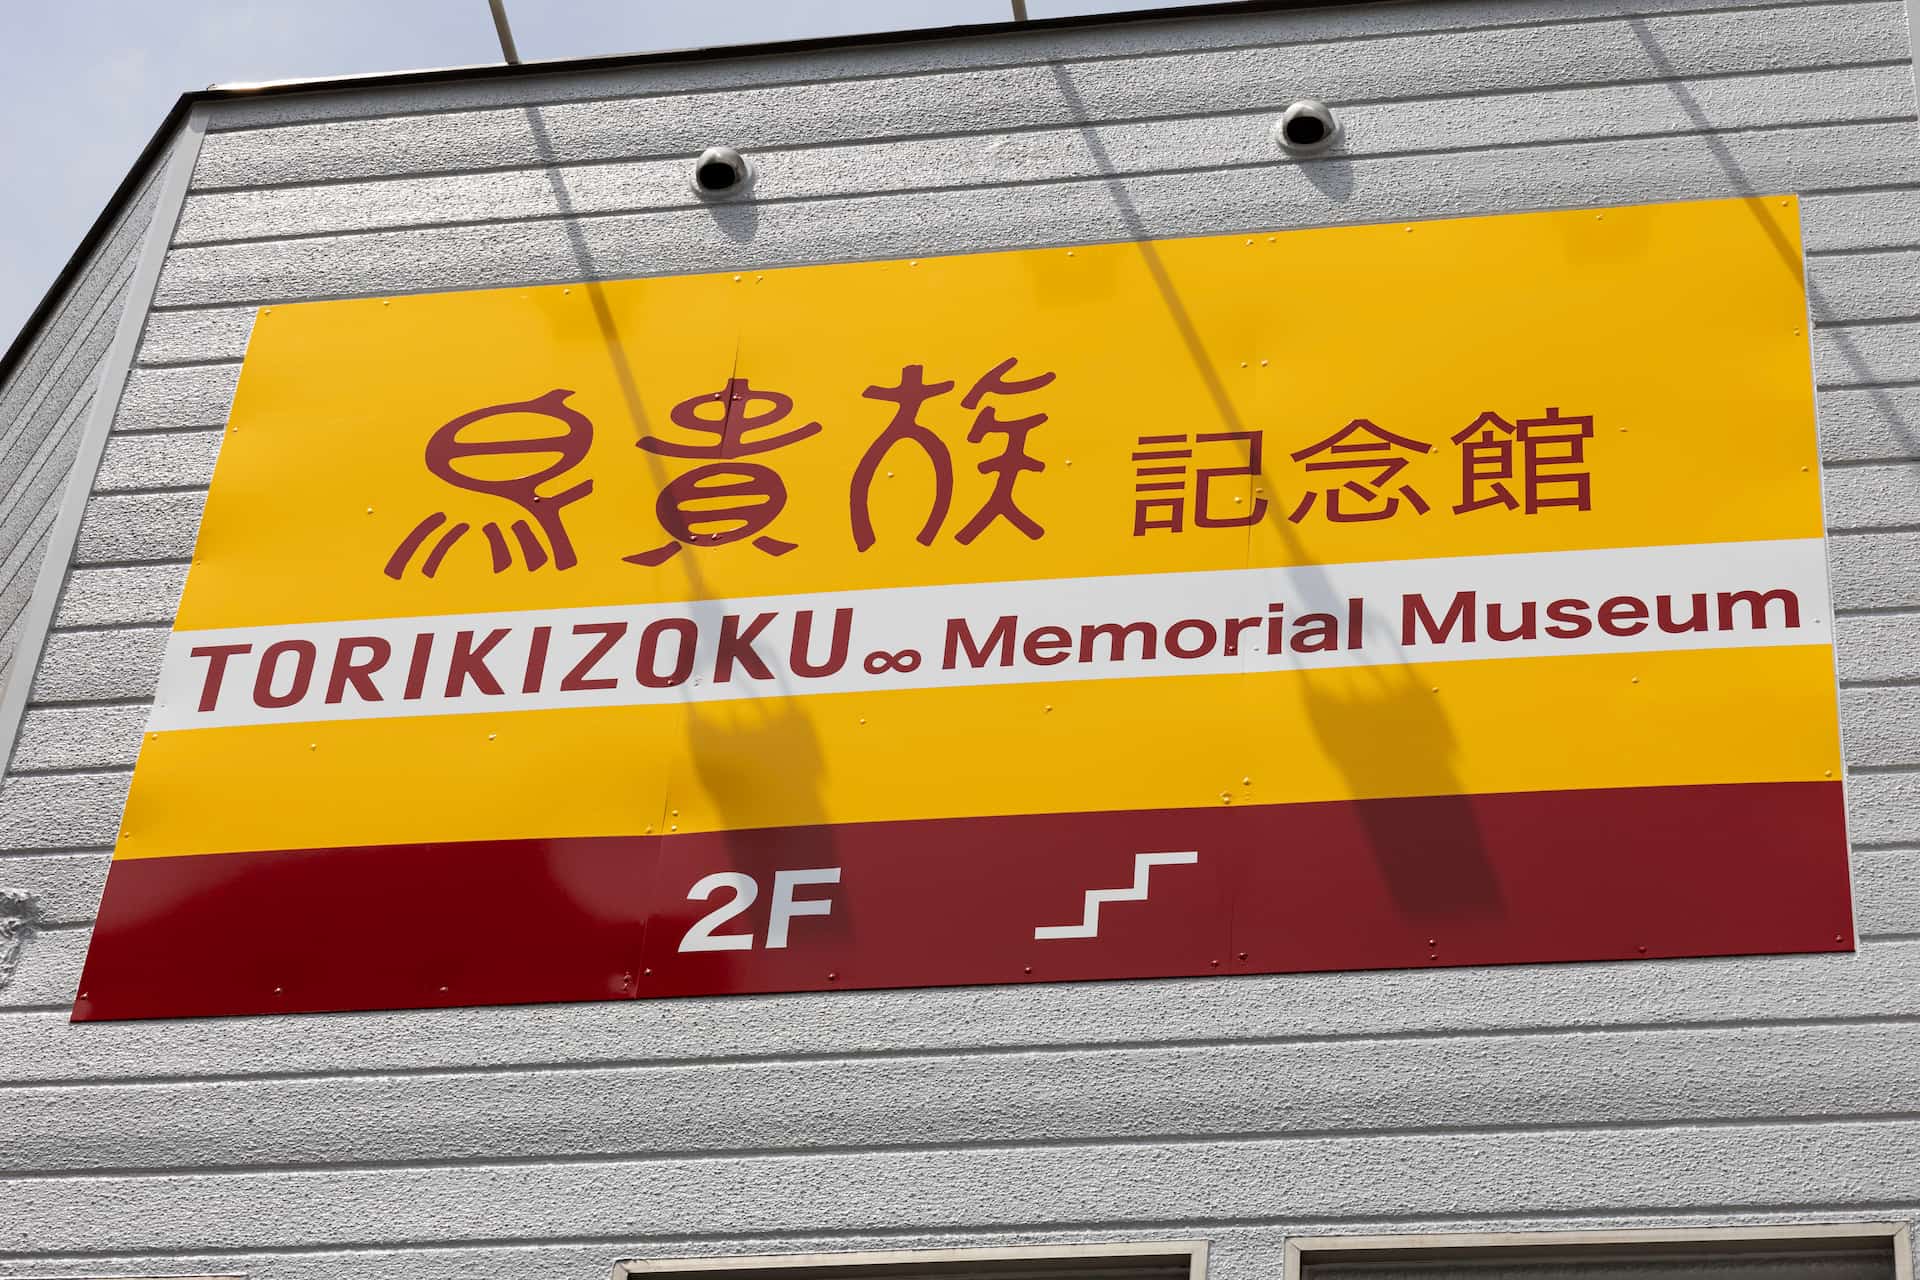 鳥貴族 記念館
TORIKIZOKU∞ Memorial Museum
2F